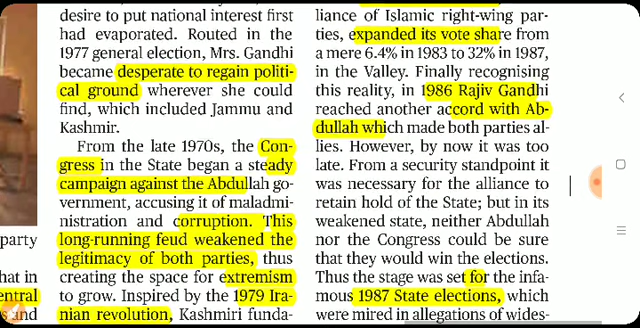 desire to put national interest first
had evaporated. Routed in the
1977 general election, Mrs. Gandhi
became desperate to regain politi-
cal ground wherever she could
find, which included Jammu and
Kashmir.
From the late 1970s, the Con-
gress in the State began a steady
campaign against the Abdullah go-
vernment, accusing it of maladmi-
nistration and corruption. This
long-running feud weakened the
legitimacy of both parties, thus
creating the space for extremism
to grow. Inspired by the 1979 Ira-
nian revolution, Kashmiri funda-
liance of Islamic right-wing par-
ties, expanded its vote share from
a mere 6.4% in 1983 to 32% in 1987,
in the Valley. Finally recognising
this reality, in 1986 Rajiv Gandhi
reached another accord with Ab-
dullah which made both parties al-
lies. However, by now it was too
late. From a security standpoint it
was necessary for the alliance to
retain hold of the State; but in its
weakened state, neither Abdullah
nor the Congress could be sure
that they would win the elections.
Thus the stage was set for the infa-
mous 1987 State elections, which
were mired in allegations of wides-
party
hat in
entral
and